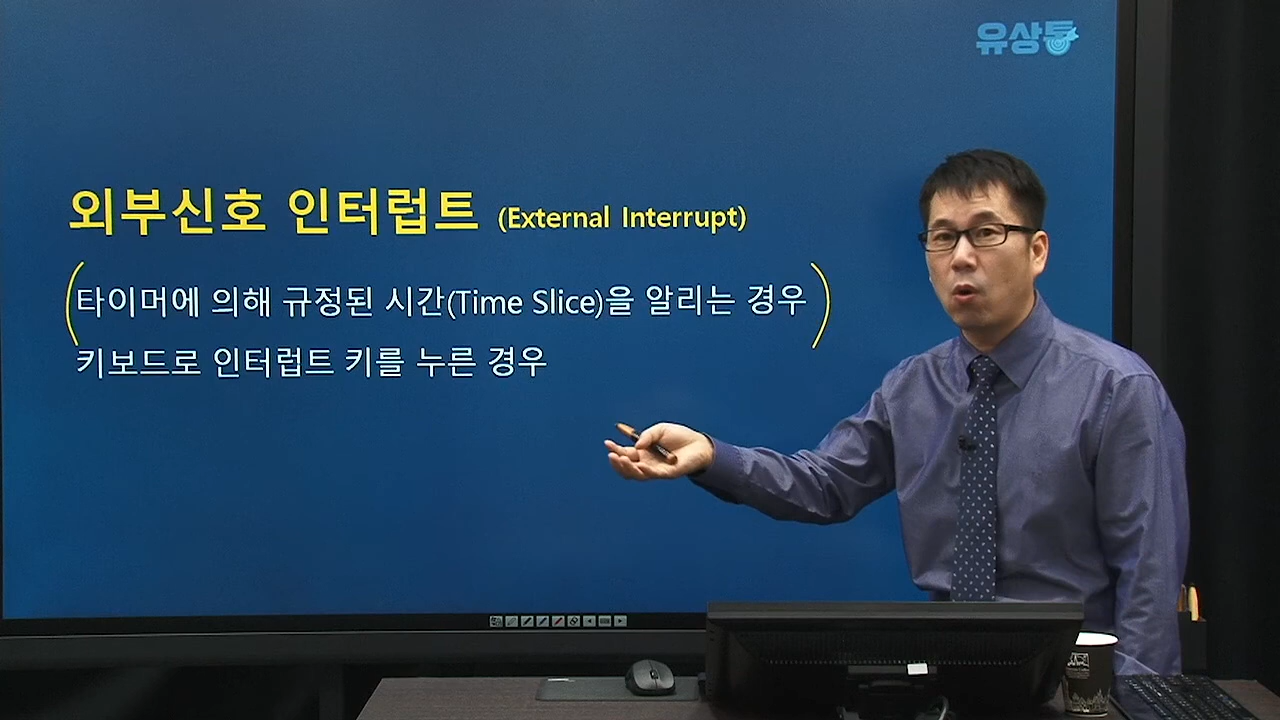 유상통
외부신호 인터럽트 (External Interrupt)
타이머에 의해 규정된 시간(Time Slice)을 알리는 경우
키보드로 인터럽트 키를 누른 경우